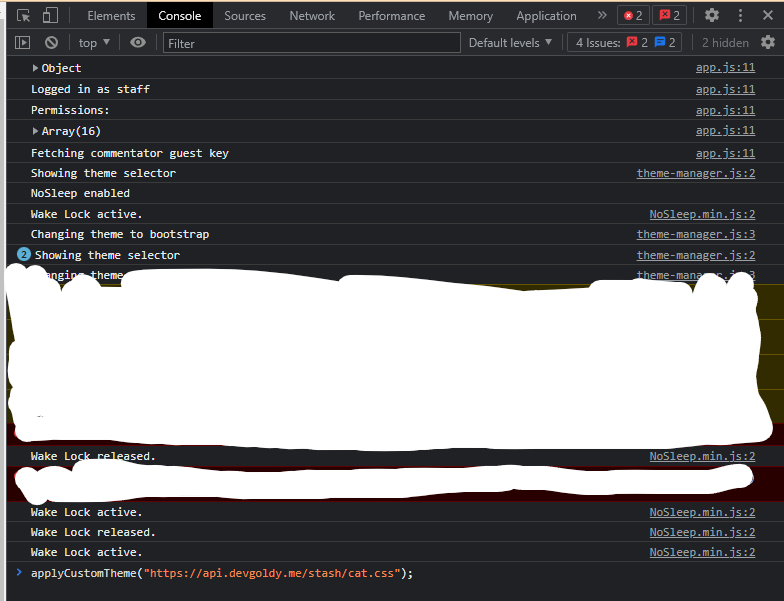 Elements Console Sources Network Performance Memory Application » 2 2
top Filter Default levels 4 Issues: 2 2 2 hidden
Object app.js:11
Logged in as staff app.js:11
Permissions: app.js:11
Array(16) app.js:11
Fetching commentator guest key app.js:11
Showing theme selector theme-manager.js:2
NoSleep enabled
Wake Lock active. NoSleep.min.js:2
Changing theme to bootstrap theme-manager.js:3
2 Showing theme selector theme-manager.js:2
theme
Wake Lock released. NoSleep.min.js:2
Wake Lock active. NoSleep.min.js:2
Wake Lock released. NoSleep.min.js:2
Wake Lock active. NoSleep.min.js:2
> applyCustomTheme("https://api.devgoldy.me/stash/cat.css");